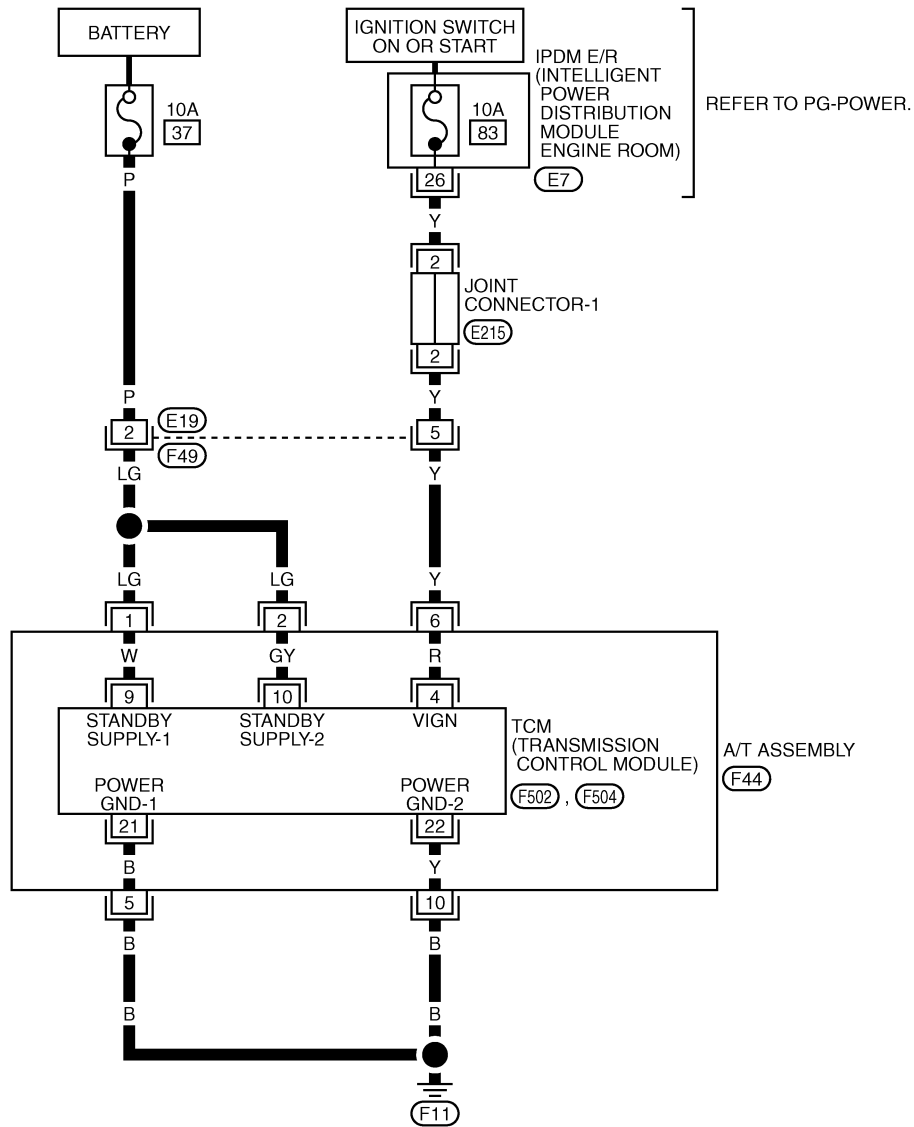 BATTERY
IGNITION SWITCH
ON OR START
10A
37
10A
83
IPDM E/R
(INTELLIGENT
POWER
DISTRIBUTION
MODULE
ENGINE ROOM)
E7
REFER TO PG-POWER.
P
26
Y
2
JOINT
CONNECTOR-1
E215
2
P
Y
2
E19
F49
5
LG
Y
LG
LG
Y
1
2
6
W
GY
R
9
10
4
STANDBY
SUPPLY-1
STANDBY
SUPPLY-2
VIGN
TCM
(TRANSMISSION
CONTROL MODULE)
F502 , F504
A/T ASSEMBLY
F44
POWER
GND-1
POWER
GND-2
21
22
B
Y
5
10
B
B
B
B
F11